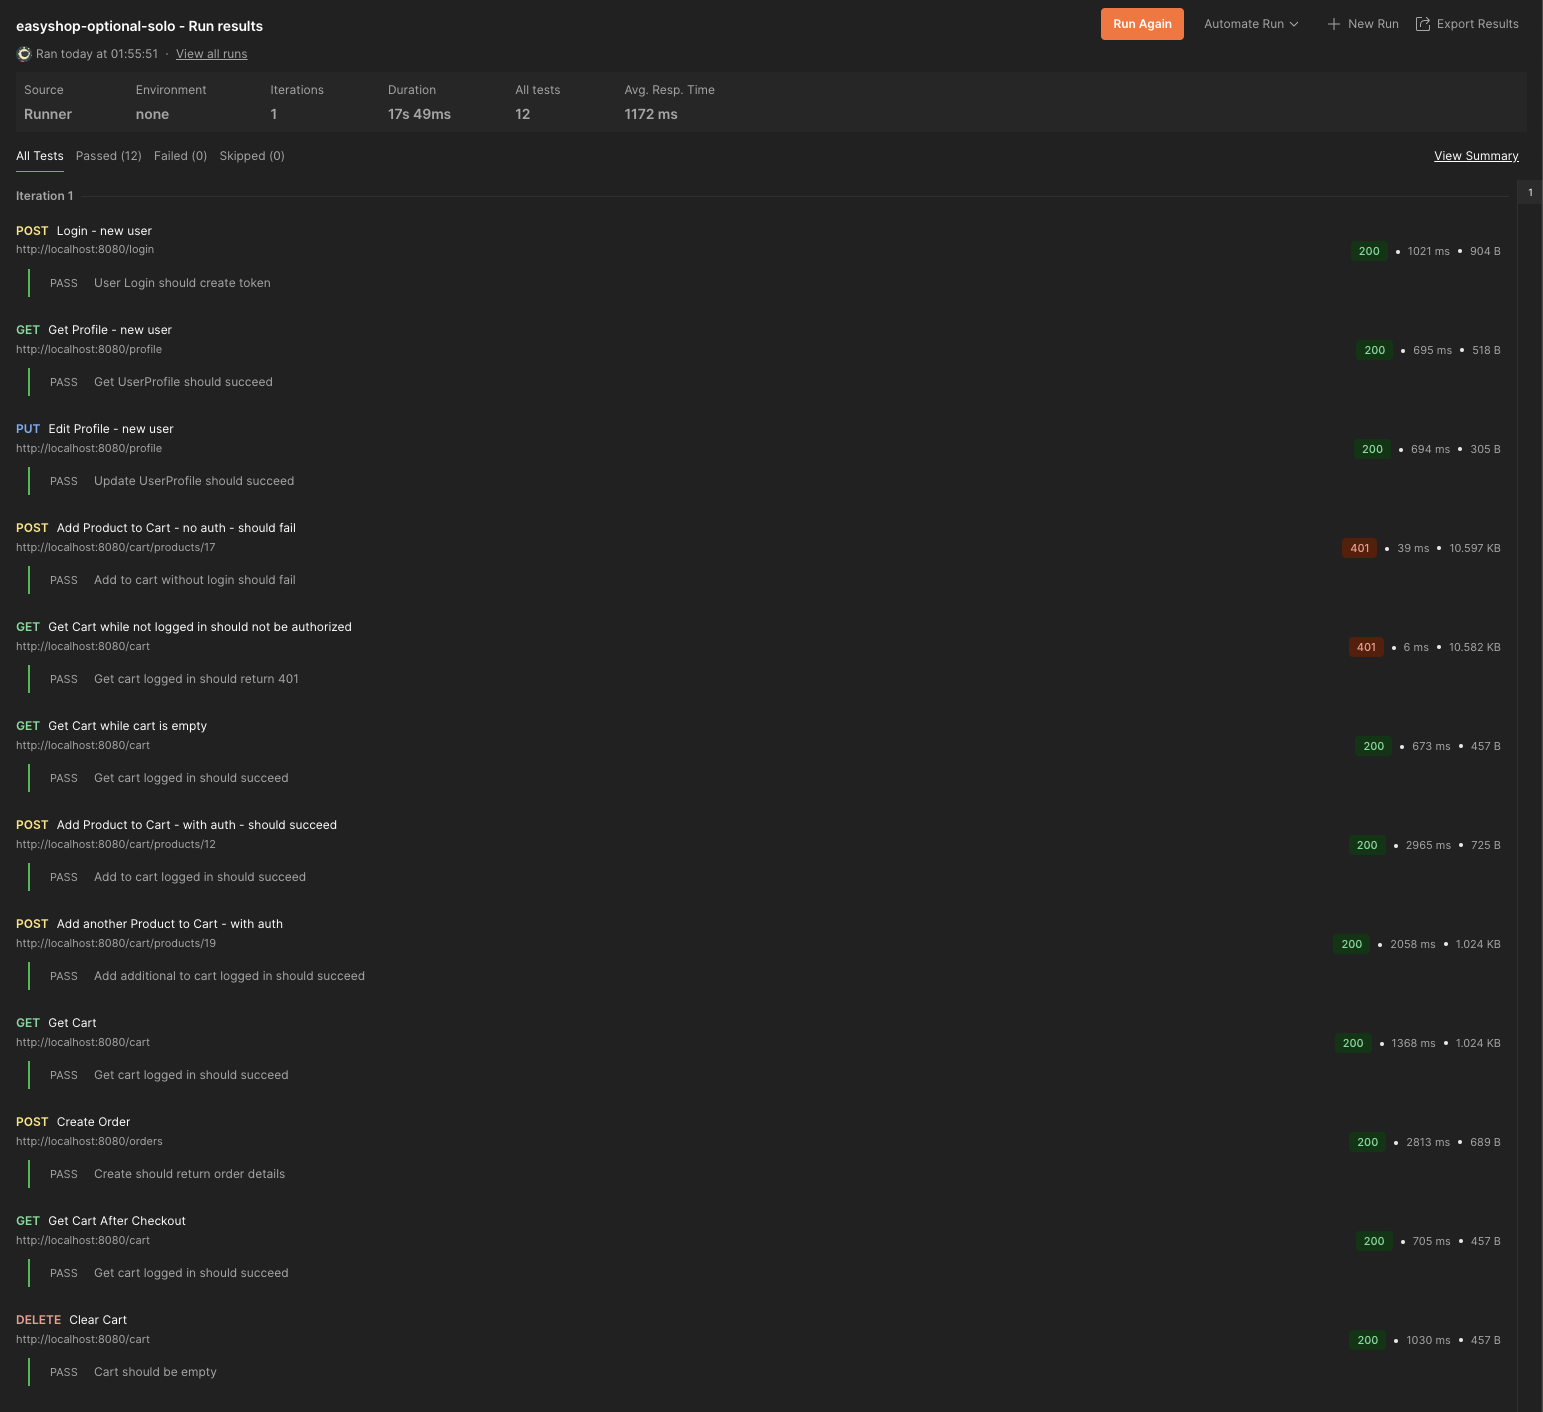 easyshop-optional-solo - Run results
Run Again
Automate Run
New Run
Export Results
Ran today at 01:55:51 · View all runs
Source
Environment
Iterations
Duration
All tests
Avg. Resp. Time
Runner
none
1
17s 49ms
12
1172 ms
All Tests
Passed (12)
Failed (0)
Skipped (0)
View Summary
Iteration 1
1
POST Login - new user
http://localhost:8080/login
200 • 1021 ms • 904 B
PASS User Login should create token
GET Get Profile - new user
http://localhost:8080/profile
200 • 695 ms • 518 B
PASS Get UserProfile should succeed
PUT Edit Profile - new user
http://localhost:8080/profile
200 • 694 ms • 305 B
PASS Update UserProfile should succeed
POST Add Product to Cart - no auth - should fail
http://localhost:8080/cart/products/17
401 • 39 ms • 10.597 KB
PASS Add to cart without login should fail
GET Get Cart while not logged in should not be authorized
http://localhost:8080/cart
401 • 6 ms • 10.582 KB
PASS Get cart logged in should return 401
GET Get Cart while cart is empty
http://localhost:8080/cart
200 • 673 ms • 457 B
PASS Get cart logged in should succeed
POST Add Product to Cart - with auth - should succeed
http://localhost:8080/cart/products/12
200 • 2965 ms • 725 B
PASS Add to cart logged in should succeed
POST Add another Product to Cart - with auth
http://localhost:8080/cart/products/19
200 • 2058 ms • 1.024 KB
PASS Add additional to cart logged in should succeed
GET Get Cart
http://localhost:8080/cart
200 • 1368 ms • 1.024 KB
PASS Get cart logged in should succeed
POST Create Order
http://localhost:8080/orders
200 • 2813 ms • 689 B
PASS Create should return order details
GET Get Cart After Checkout
http://localhost:8080/cart
200 • 705 ms • 457 B
PASS Get cart logged in should succeed
DELETE Clear Cart
http://localhost:8080/cart
200 • 1030 ms • 457 B
PASS Cart should be empty